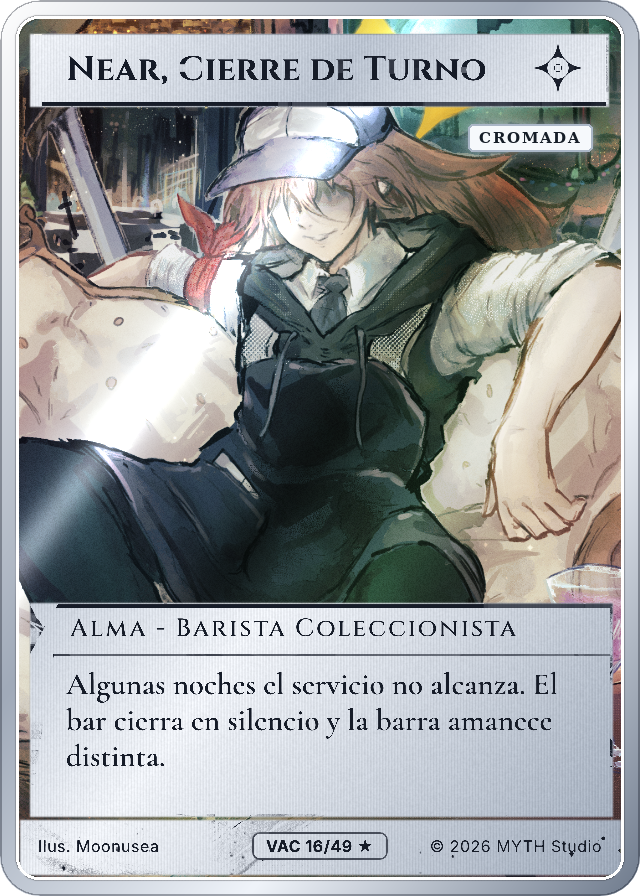 Near, Cierre de Turno
CROMADA
Alma - Barista Coleccionista
Algunas noches el servicio no alcanza. El
bar cierra en silencio y la barra amanece
distinta.
Ilus. Moonusea
VAC 16/49 ★
© 2026 MYTH Studio